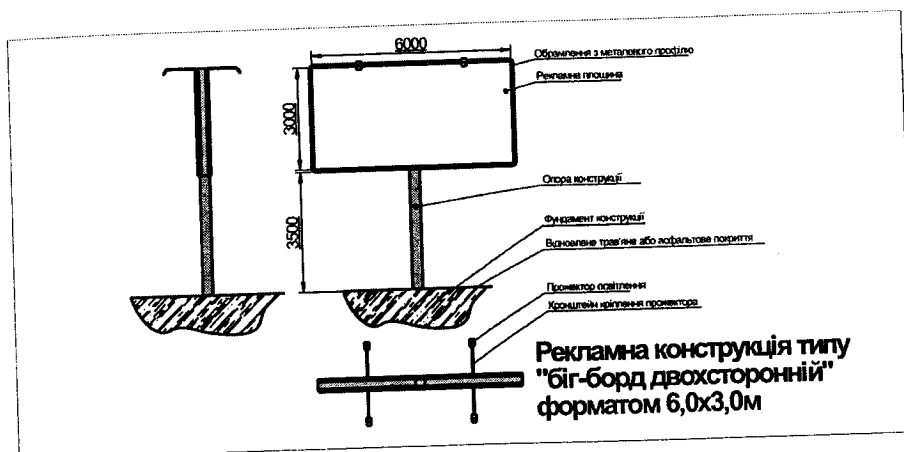 6000
Обрамлення з металевого профілю
Рекламна площина
3000
Опора конструкції
3500
Фундамент конструкції
Відновлене трав'яне або асфальтове покриття
Прожектор освітлення
Кронштейн кріплення прожектора
Рекламна конструкція типу
"біг-борд двохсторонній"
форматом 6,0х3,0м